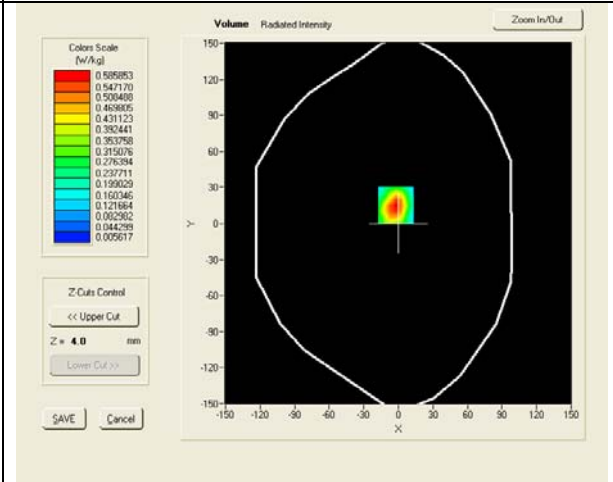 Volume Radiated Intensity
Zoom In/Out
Colors Scale
(W/kg)
0.585853
0.547170
0.508488
0.469805
0.431123
0.392441
0.353758
0.315076
0.276394
0.237711
0.199029
0.160346
0.121664
0.082982
0.044299
0.005617
Z-Cuts Control
<< Upper Cut
Z = 4.0 mm
Lower Cut >>
SAVE Cancel
150
120
90
60
30
0
-30
-60
-90
-120
-150
Y
-150 -120 -90 -60 -30 0 30 60 90 120 150
X